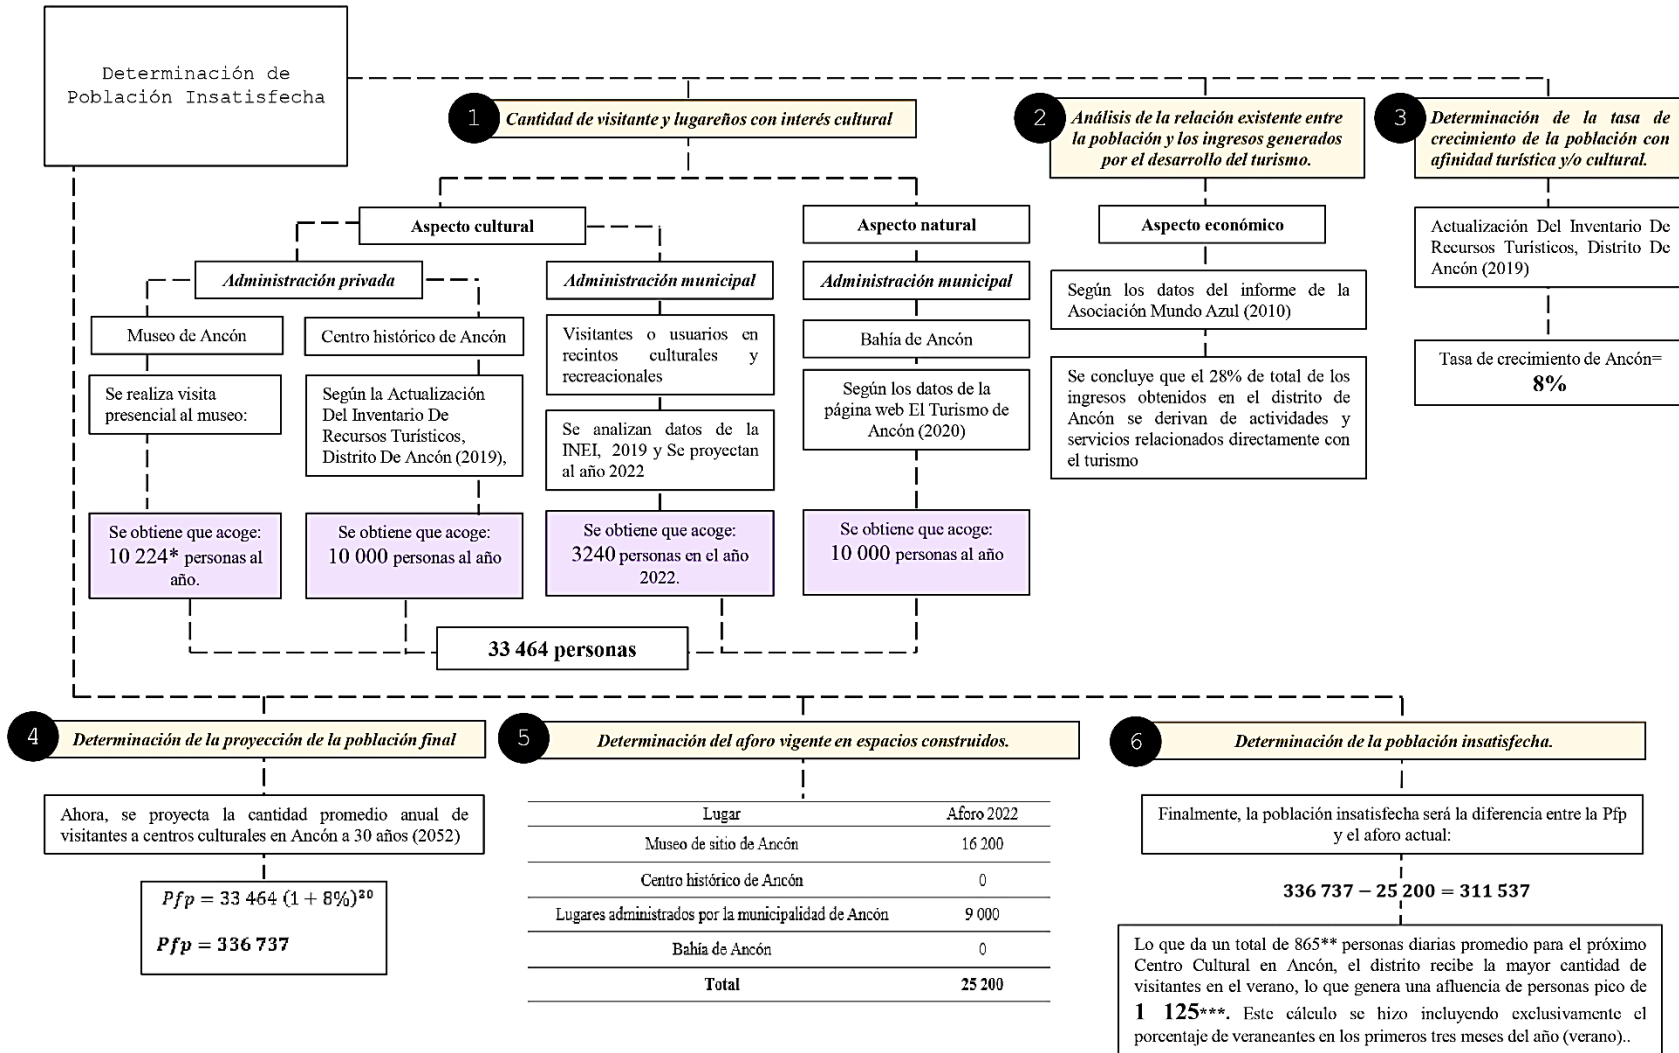 Determinación de
Población Insatisfecha
1
Cantidad de visitante y lugareños con interés cultural
2
Análisis de la relación existente entre
la población y los ingresos generados
por el desarrollo del turismo.
3
Determinación de la tasa de
crecimiento de la población con
afinidad turística y/o cultural.
Aspecto cultural
Aspecto natural
Aspecto económico
Actualización Del Inventario De
Recursos Turísticos, Distrito De
Ancón (2019)
Administración privada
Administración municipal
Administración municipal
Según los datos del informe de la
Asociación Mundo Azul (2010)
Museo de Ancón
Centro histórico de Ancón
Visitantes o usuarios en
recintos culturales y
recreacionales
Bahía de Ancón
Tasa de crecimiento de Ancón=
8%
Se realiza visita
presencial al museo:
Según la Actualización
Del Inventario De
Recursos Turísticos,
Distrito De Ancón (2019),
Se analizan datos de la
INEI, 2019 y Se proyectan
al año 2022
Según los datos de la
página web El Turismo de
Ancón (2020)
Se concluye que el 28% de total de los
ingresos obtenidos en el distrito de
Ancón se derivan de actividades y
servicios relacionados directamente con
el turismo
Se obtiene que acoge:
10 224* personas al
año.
Se obtiene que acoge:
10 000 personas al año
Se obtiene que acoge:
3240 personas en el año
2022.
Se obtiene que acoge:
10 000 personas al año
33 464 personas
4
Determinación de la proyección de la población final
5
Determinación del aforo vigente en espacios construidos.
6
Determinación de la población insatisfecha.
Ahora, se proyecta la cantidad promedio anual de
visitantes a centros culturales en Ancón a 30 años (2052)
Pfp = 33 464 (1 + 8%)³⁰
Pfp = 336 737
Lugar Aforo 2022
Museo de sitio de Ancón 16 200
Centro histórico de Ancón 0
Lugares administrados por la municipalidad de Ancón 9 000
Bahía de Ancón 0
Total 25 200
Finalmente, la población insatisfecha será la diferencia entre la Pfp
y el aforo actual:
336 737 − 25 200 = 311 537
Lo que da un total de 865** personas diarias promedio para el próximo
Centro Cultural en Ancón, el distrito recibe la mayor cantidad de
visitantes en el verano, lo que genera una afluencia de personas pico de
1 125***. Este cálculo se hizo incluyendo exclusivamente el
porcentaje de veraneantes en los primeros tres meses del año (verano)..